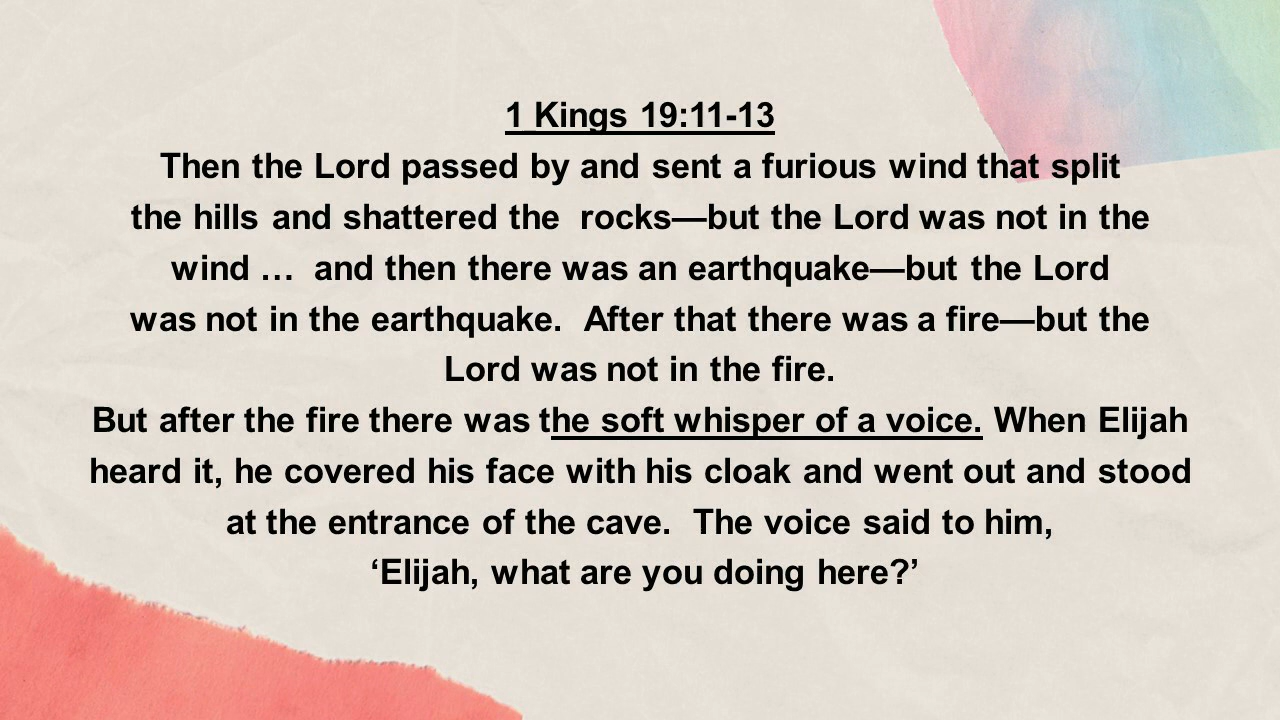 1 Kings 19:11-13
Then the Lord passed by and sent a furious wind that split
the hills and shattered the  rocks—but the Lord was not in the
wind …  and then there was an earthquake—but the Lord
was not in the earthquake.  After that there was a fire—but the
Lord was not in the fire.
But after the fire there was the soft whisper of a voice. When Elijah
heard it, he covered his face with his cloak and went out and stood
at the entrance of the cave.  The voice said to him,
‘Elijah, what are you doing here?’